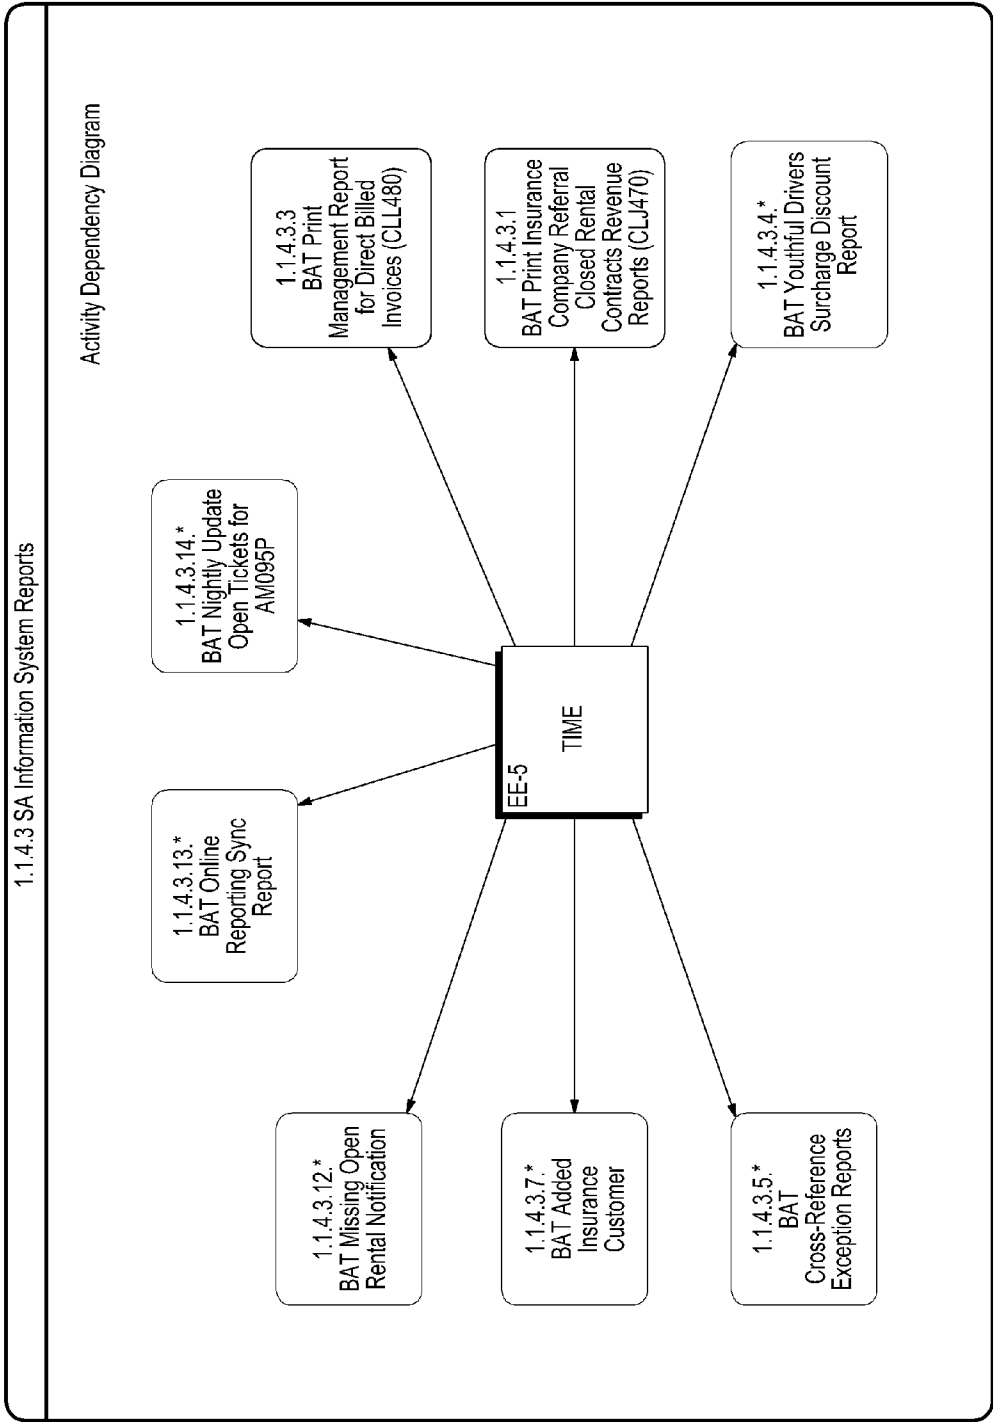 1.1.4.3 SA Information System Reports
Activity Dependency Diagram
1.1.4.3.13.*
BAT Online
Reporting Sync
Report
1.1.4.3.14.*
BAT Nightly Update
Open Tickets for
AM095P
1.1.4.3.12.*
BAT Missing Open
Rental Notification
1.1.4.3.3
BAT Print
Management Report
for Direct Billed
Invoices (CLL480)
1.1.4.3.7.*
BAT Added
Insurance
Customer
EE-5
TIME
1.1.4.3.1
BAT Print Insurance
Company Referral
Closed Rental
Contracts Revenue
Reports (CLJ470)
1.1.4.3.5.*
BAT
Cross-Reference
Exception Reports
1.1.4.3.4.*
BAT Youthful Drivers
Surcharge Discount
Report